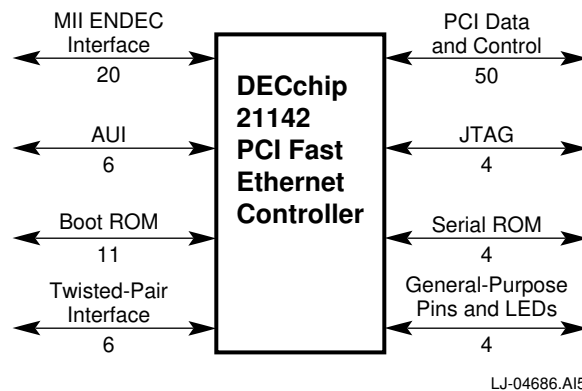 MII ENDEC
Interface
20
AUI
6
Boot ROM
11
Twisted-Pair
Interface
6
DECchip
21142
PCI Fast
Ethernet
Controller
PCI Data
and Control
50
JTAG
4
Serial ROM
4
General-Purpose
Pins and LEDs
4
LJ-04686.AI5